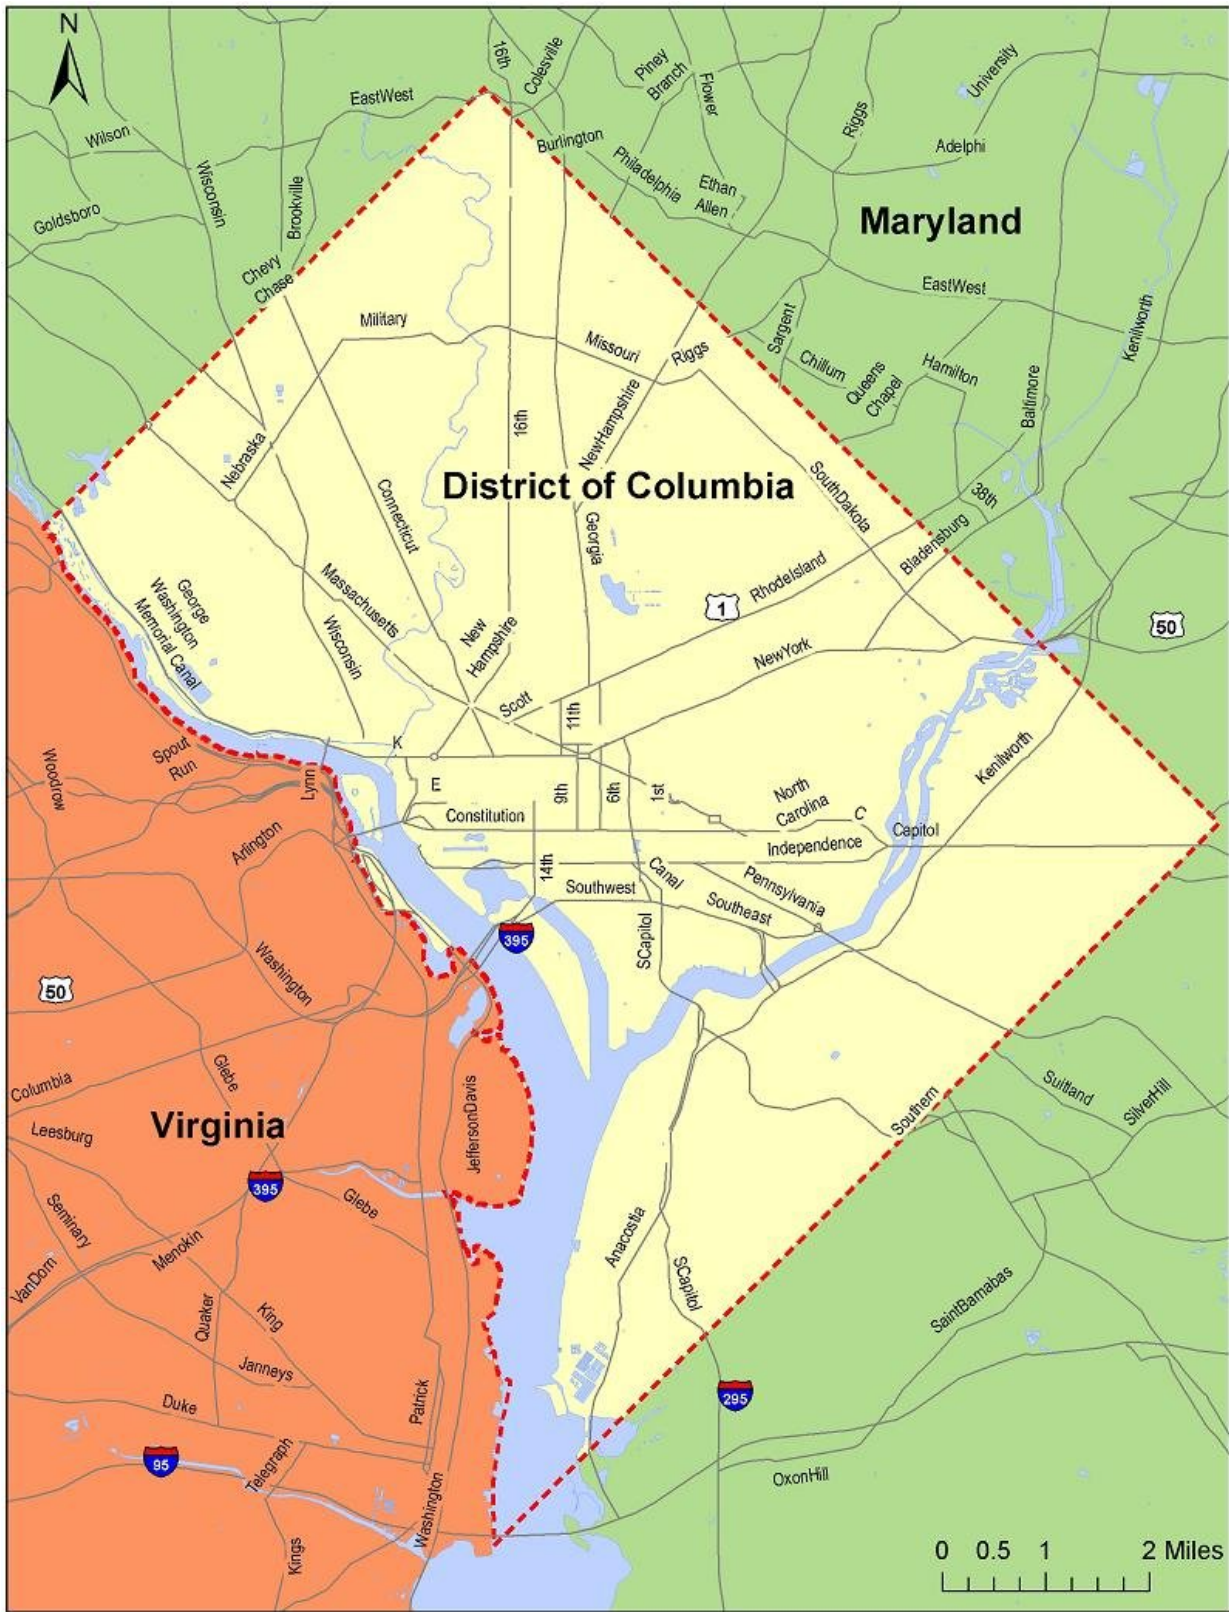 N
16th
Colesville
Piney
Branch
Flower
University
EastWest
Riggs
Wilson
Burlington
Adelphi
Wisconsin
Philadelphia
Ethan
Allen
Brookville
Goldsboro
Maryland
Chevy
Chase
EastWest
Kenilworth
Sargent
Military
Missouri
Riggs
Chillum
Queens
Chapel
Hamilton
Baltimore
NewHampshire
16th
Nebraska
District of Columbia
SouthDakota
38th
Connecticut
Georgia
Bladensburg
RhodeIsland
Massachusetts
George
Washington
Memorial Canal
1
50
Wisconsin
New
Hampshire
NewYork
Scott
11th
K
Spout
Run
Woodrow
Lynn
E
9th
6th
1st
Kenilworth
North
Carolina
C
Constitution
Capitol
Independence
Arlington
14th
Canal
Southwest
Pennsylvania
Southeast
395
SCapitol
Washington
50
Glebe
Columbia
JeffersonDavis
Suitland
SilverHill
Southern
Leesburg
Virginia
395
Glebe
Seminary
Menokin
VanDorn
Anacostia
SCapitol
SaintBarnabas
Quaker
King
Janneys
Patrick
Duke
295
95
Telegraph
OxonHill
Washington
Kings
0 0.5 1 2 Miles